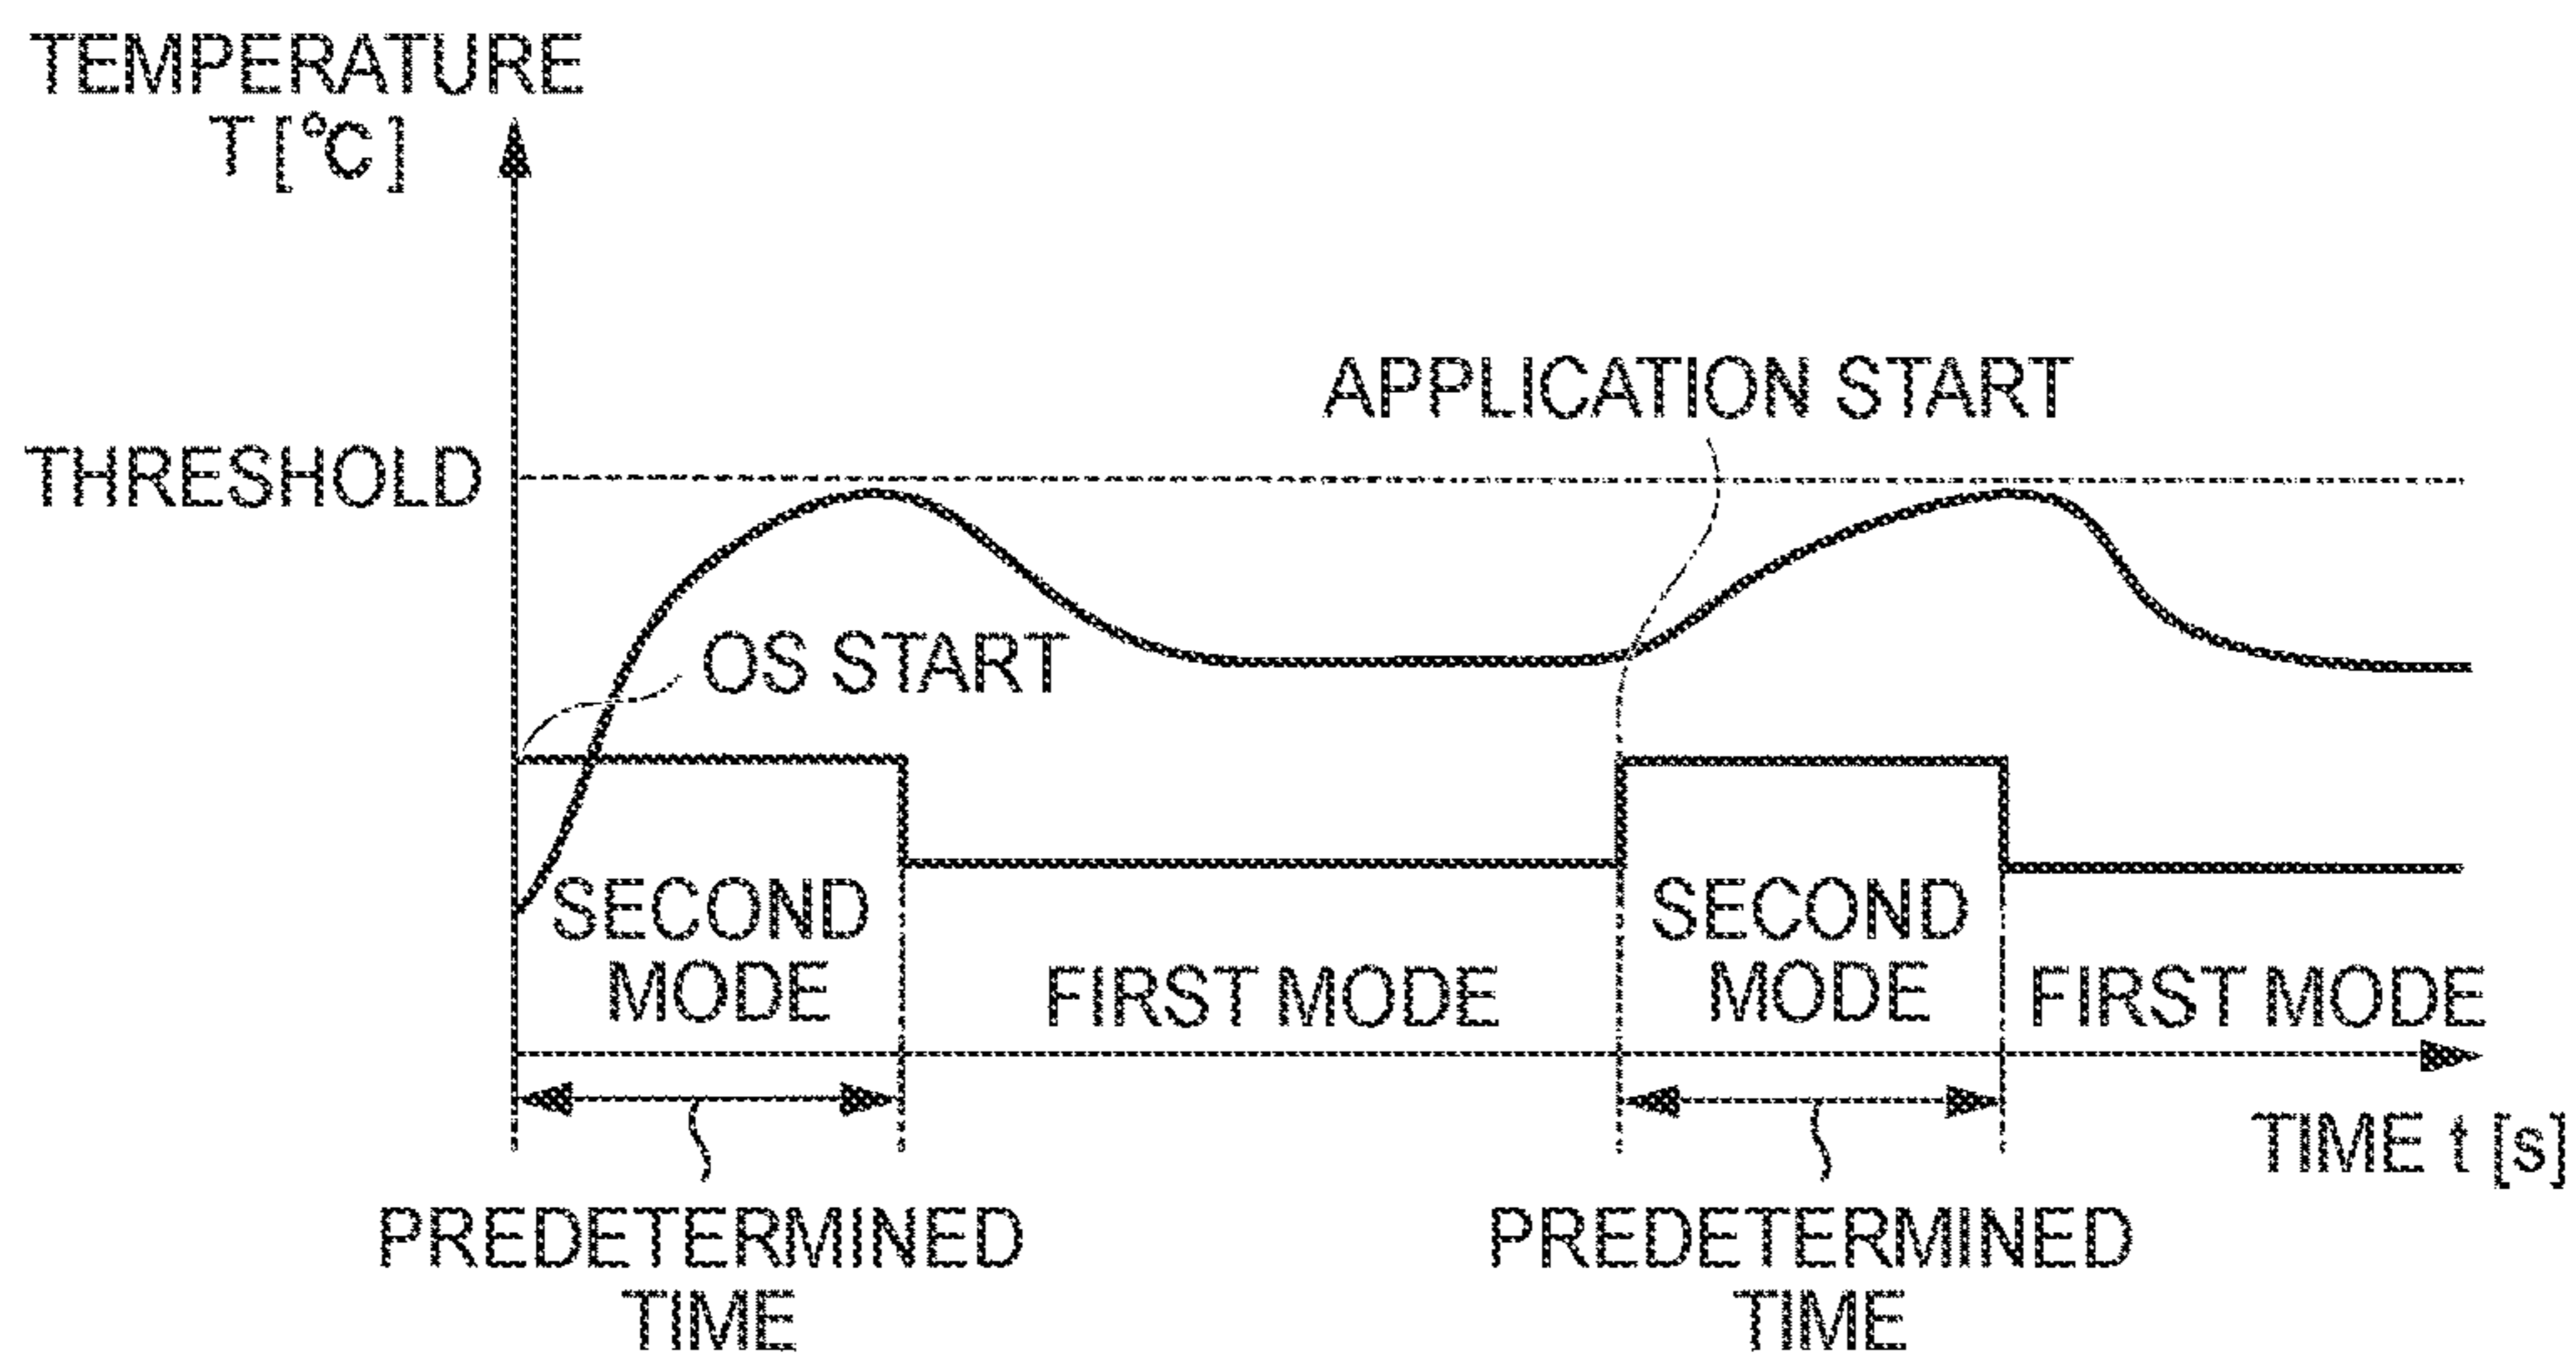 TEMPERATURE
T [°C]
APPLICATION START
THRESHOLD
OS START
SECOND
MODE
FIRST MODE
SECOND
MODE
FIRST MODE
TIME t [s]
PREDETERMINED
TIME
PREDETERMINED
TIME